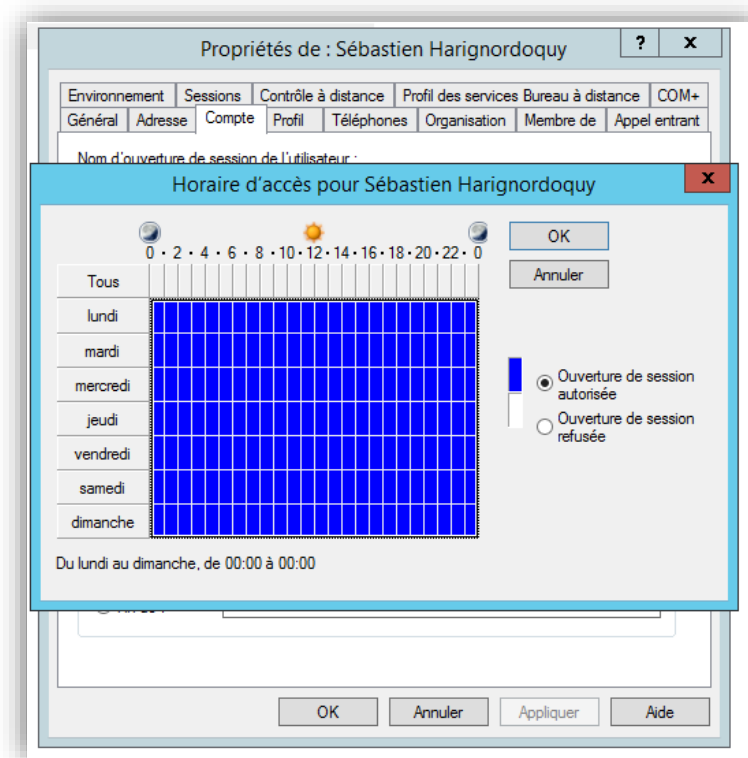 Propriétés de : Sébastien Harignordoquy
? x
Environnement Sessions Contrôle à distance Profil des services Bureau à distance COM+
Général Adresse Compte Profil Téléphones Organisation Membre de Appel entrant
Nom d'ouverture de session de l'utilisateur :
Horaire d'accès pour Sébastien Harignordoquy
x
0 · 2 · 4 · 6 · 8 · 10 · 12 · 14 · 16 · 18 · 20 · 22 · 0
OK
Annuler
Tous
lundi
mardi
mercredi
jeudi
vendredi
samedi
dimanche
Ouverture de session
autorisée
Ouverture de session
refusée
Du lundi au dimanche, de 00:00 à 00:00
OK Annuler Appliquer Aide